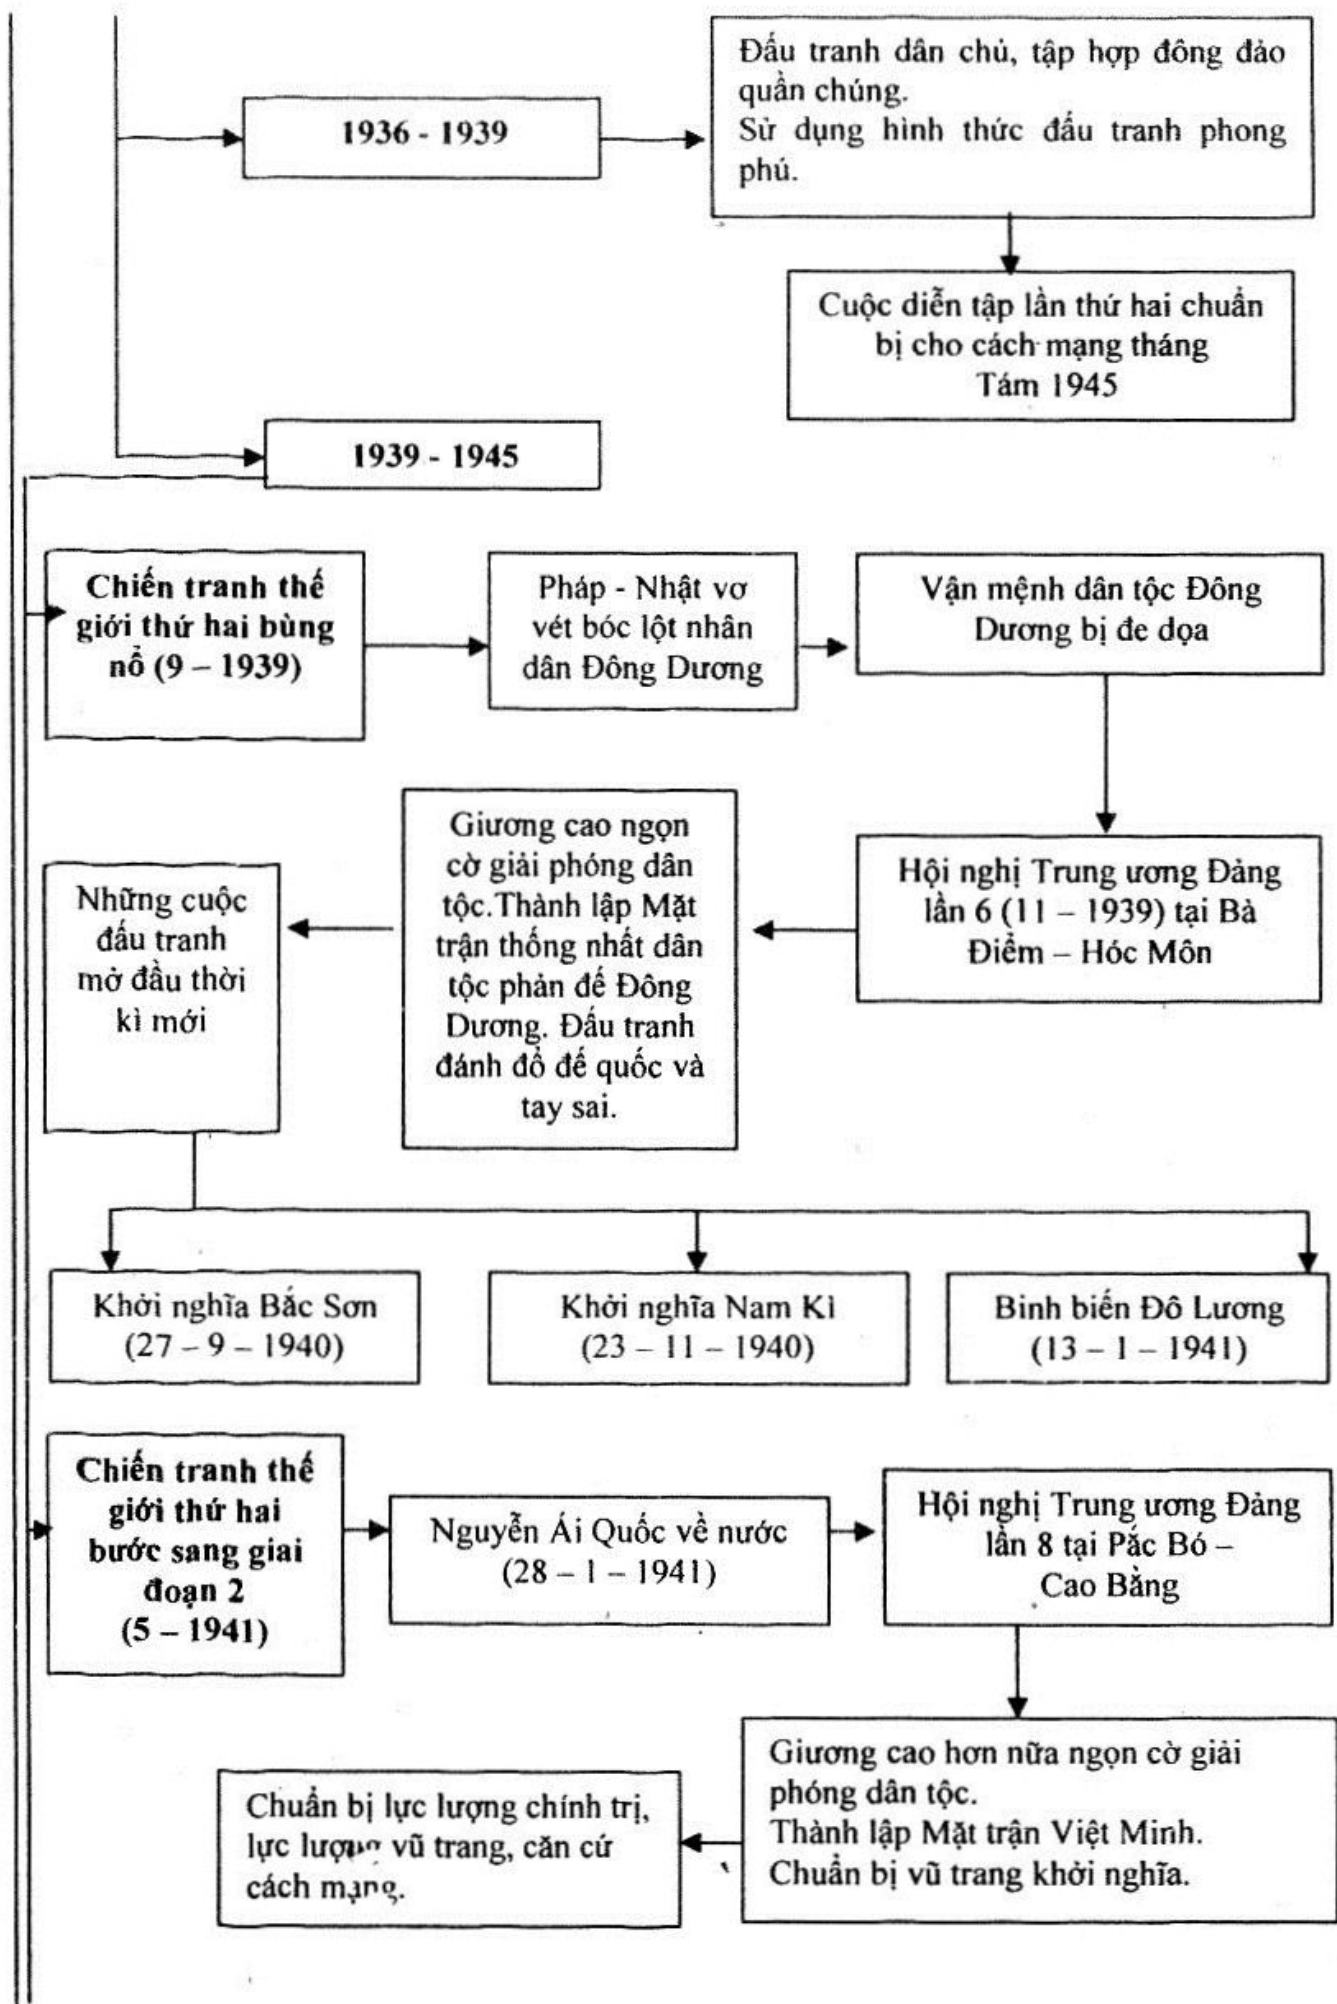 Đấu tranh dân chủ, tập hợp đông đảo
quần chúng.
Sử dụng hình thức đấu tranh phong
phú.
1936 - 1939
Cuộc diễn tập lần thứ hai chuẩn
bị cho cách mạng tháng
Tám 1945
1939 - 1945
Chiến tranh thế
giới thứ hai bùng
nổ (9 – 1939)
Pháp - Nhật vơ
vét bóc lột nhân
dân Đông Dương
Vận mệnh dân tộc Đông
Dương bị đe dọa
Hội nghị Trung ương Đảng
lần 6 (11 – 1939) tại Bà
Điểm – Hóc Môn
Giương cao ngọn
cờ giải phóng dân
tộc.Thành lập Mặt
trận thống nhất dân
tộc phản đế Đông
Dương. Đấu tranh
đánh đổ đế quốc và
tay sai.
Những cuộc
đấu tranh
mở đầu thời
kì mới
Khởi nghĩa Bắc Sơn
(27 – 9 – 1940)
Khởi nghĩa Nam Kì
(23 – 11 – 1940)
Binh biến Đô Lương
(13 – 1 – 1941)
Chiến tranh thế
giới thứ hai
bước sang giai
đoạn 2
(5 – 1941)
Nguyễn Ái Quốc về nước
(28 – 1 – 1941)
Hội nghị Trung ương Đảng
lần 8 tại Pắc Bó –
Cao Bằng
Giương cao hơn nữa ngọn cờ giải
phóng dân tộc.
Thành lập Mặt trận Việt Minh.
Chuẩn bị vũ trang khởi nghĩa.
Chuẩn bị lực lượng chính trị,
lực lượng vũ trang, căn cứ
cách mạng.